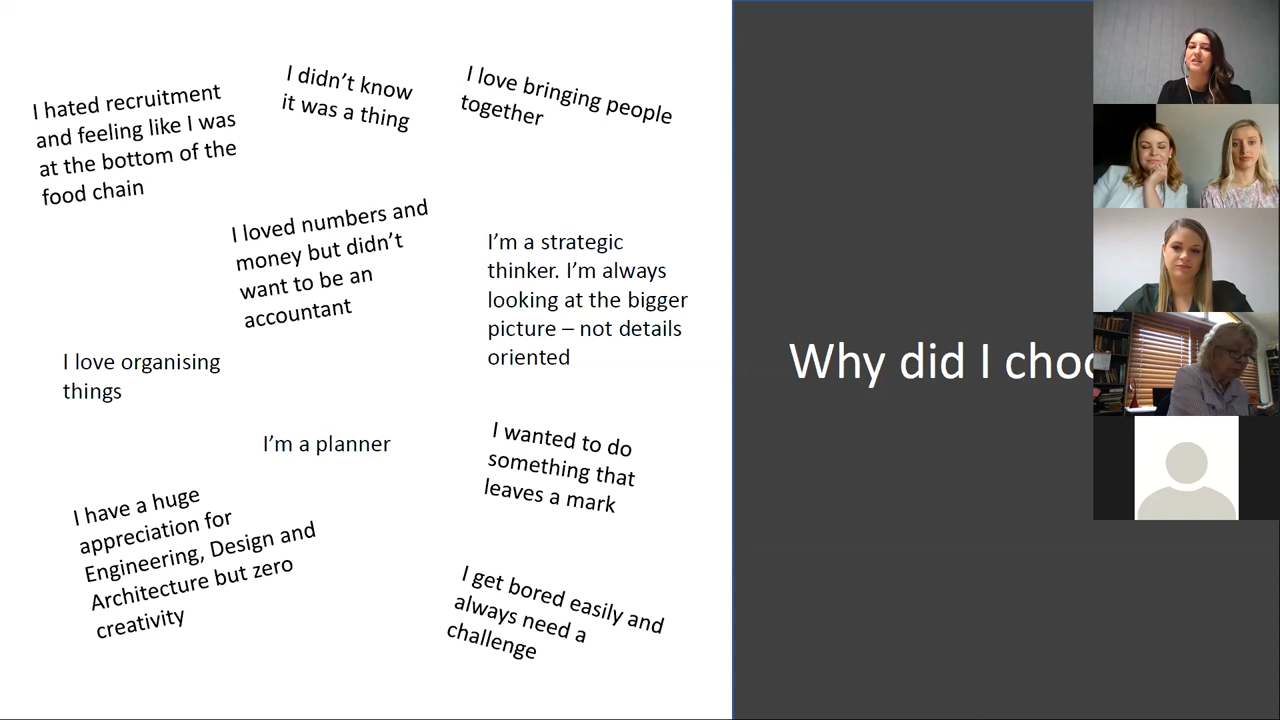 I hated recruitment
and feeling like I was
at the bottom of the
food chain
I didn’t know
it was a thing
I love bringing people
together
I loved numbers and
money but didn’t
want to be an
accountant
I’m a strategic
thinker. I’m always
looking at the bigger
picture – not details
oriented
I love organising
things
I’m a planner
I wanted to do
something that
leaves a mark
I have a huge
appreciation for
Engineering, Design and
Architecture but zero
creativity
I get bored easily and
always need a
challenge
Why did I